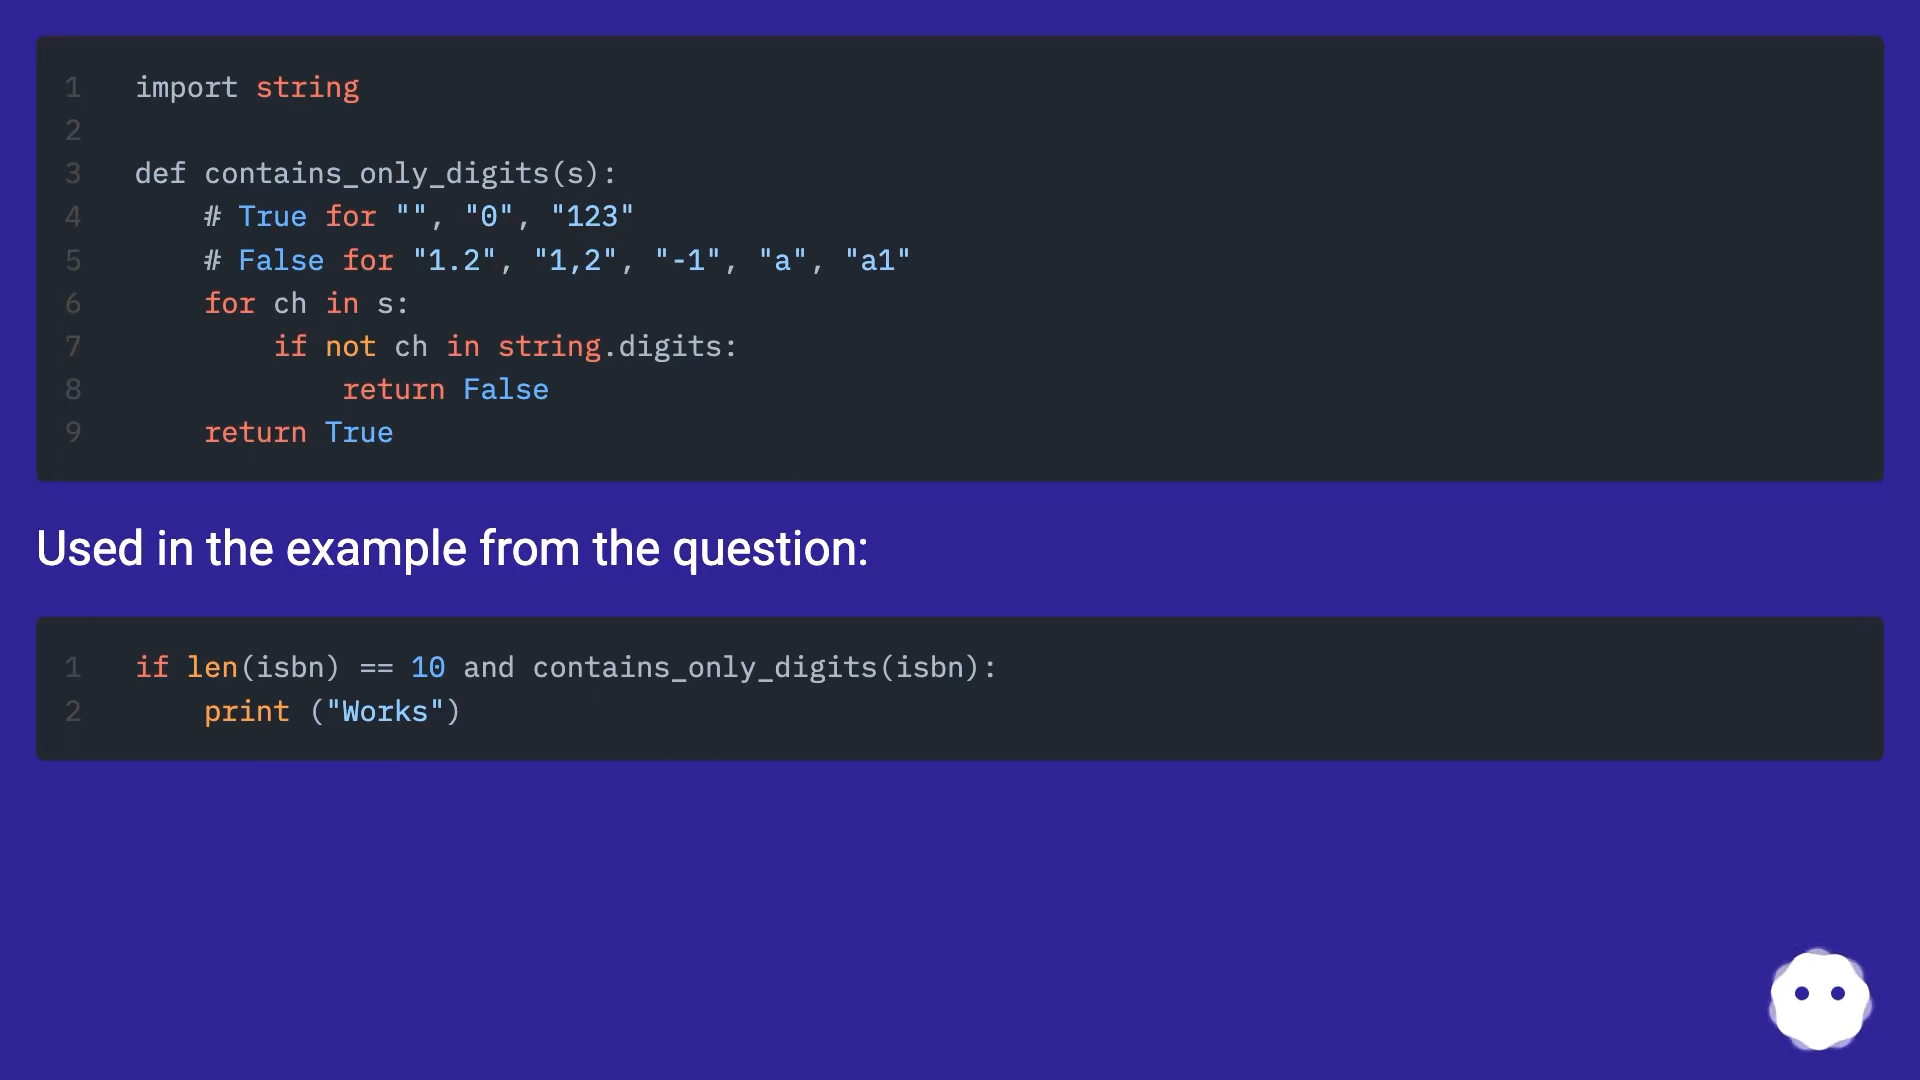 1 import string
2
3 def contains_only_digits(s):
4     # True for "", "0", "123"
5     # False for "1.2", "1,2", "-1", "a", "a1"
6     for ch in s:
7         if not ch in string.digits:
8             return False
9     return True
Used in the example from the question:
1 if len(isbn) == 10 and contains_only_digits(isbn):
2     print ("Works")